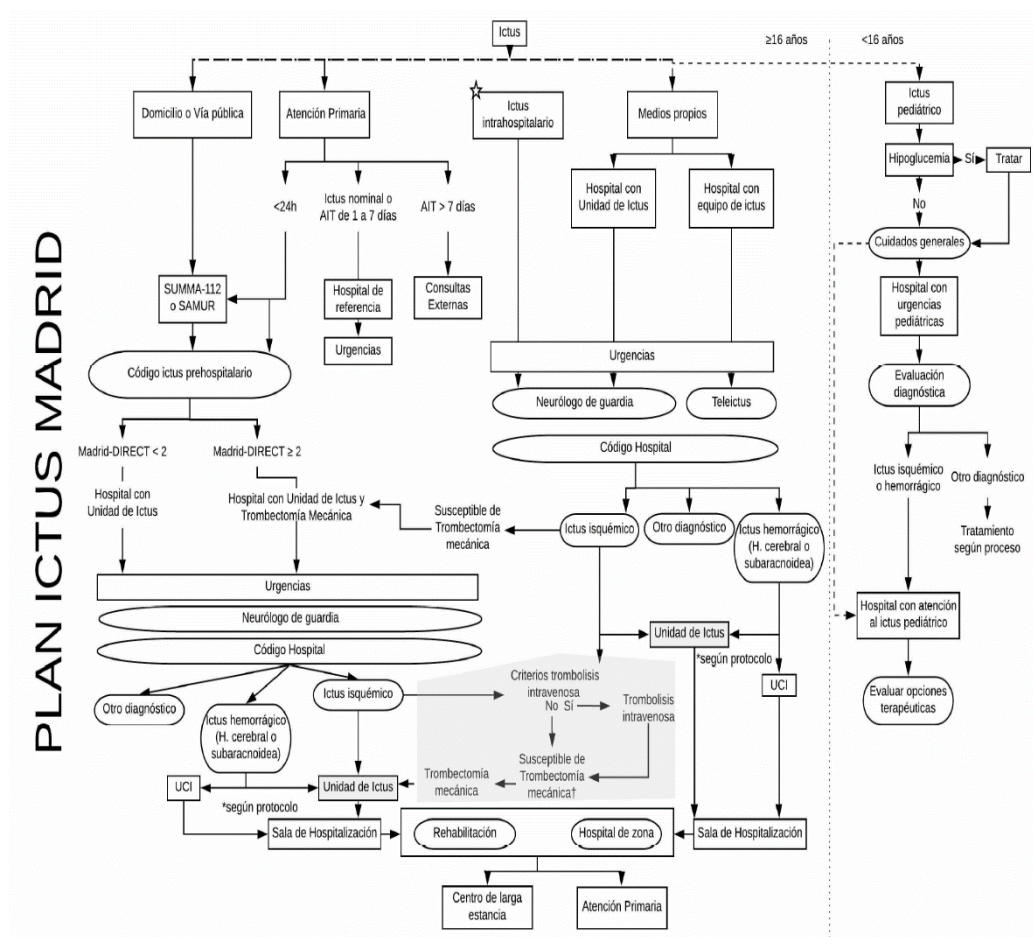 PLAN ICTUS MADRID
Ictus
≥16 años
<16 años
Domicilio o Vía pública
Atención Primaria
Ictus
intrahospitalario
Medios propios
Ictus
pediátrico
Hipoglucemia
Sí
Tratar
No
<24h
Ictus nominal o
AIT de 1 a 7 días
AIT > 7 días
Hospital con
Unidad de Ictus
Hospital con
equipo de ictus
Cuidados generales
SUMMA-112
o SAMUR
Hospital de
referencia
Consultas
Externas
Hospital con
urgencias
pediátricas
Urgencias
Urgencias
Código ictus prehospitalario
Neurólogo de guardia
Teleictus
Evaluación
diagnóstica
Madrid-DIRECT < 2
Madrid-DIRECT ≥ 2
Código Hospital
Hospital con
Unidad de Ictus
Hospital con Unidad de Ictus y
Trombectomía Mecánica
Susceptible de
Trombectomía
mecánica
Ictus isquémico
Otro diagnóstico
Ictus hemorrágico
(H. cerebral o
subaracnoidea)
Ictus isquémico
o hemorrágico
Otro diagnóstico
Tratamiento
según proceso
Urgencias
Neurólogo de guardia
Código Hospital
Unidad de Ictus
*según protocolo
UCI
Hospital con atención
al ictus pediátrico
Evaluar opciones
terapéuticas
Otro diagnóstico
Ictus hemorrágico
(H. cerebral o
subaracnoidea)
Ictus isquémico
Criterios trombolisis
intravenosa
No Sí
Trombolisis
intravenosa
Susceptible de
Trombectomía
mecánica†
Trombectomía
mecánica
UCI
*según protocolo
Unidad de Ictus
Sala de Hospitalización
Rehabilitación
Hospital de zona
Sala de Hospitalización
Centro de larga
estancia
Atención Primaria